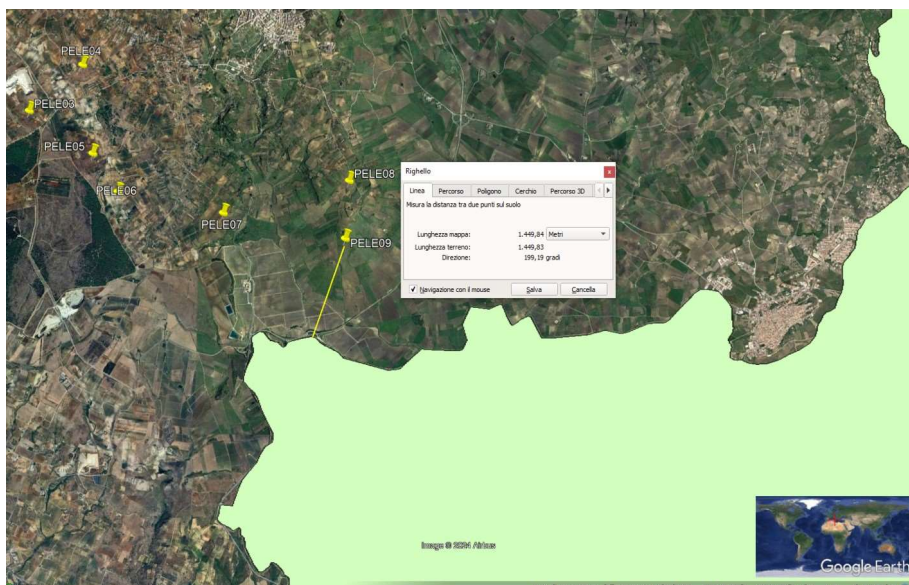 PELE04
PELE03
PELE05
PELE06
PELE07
PELE08
PELE09
Righello
Linea Percorso Poligono Cerchio Percorso 3D
Misura la distanza tra due punti sul suolo
Lunghezza mappa: 1.449,84 Metri
Lunghezza terreno: 1.449,83
Direzione: 199,19 gradi
Navigazione con il mouse Salva Cancella
Image © 2024 Airbus
Google Earth